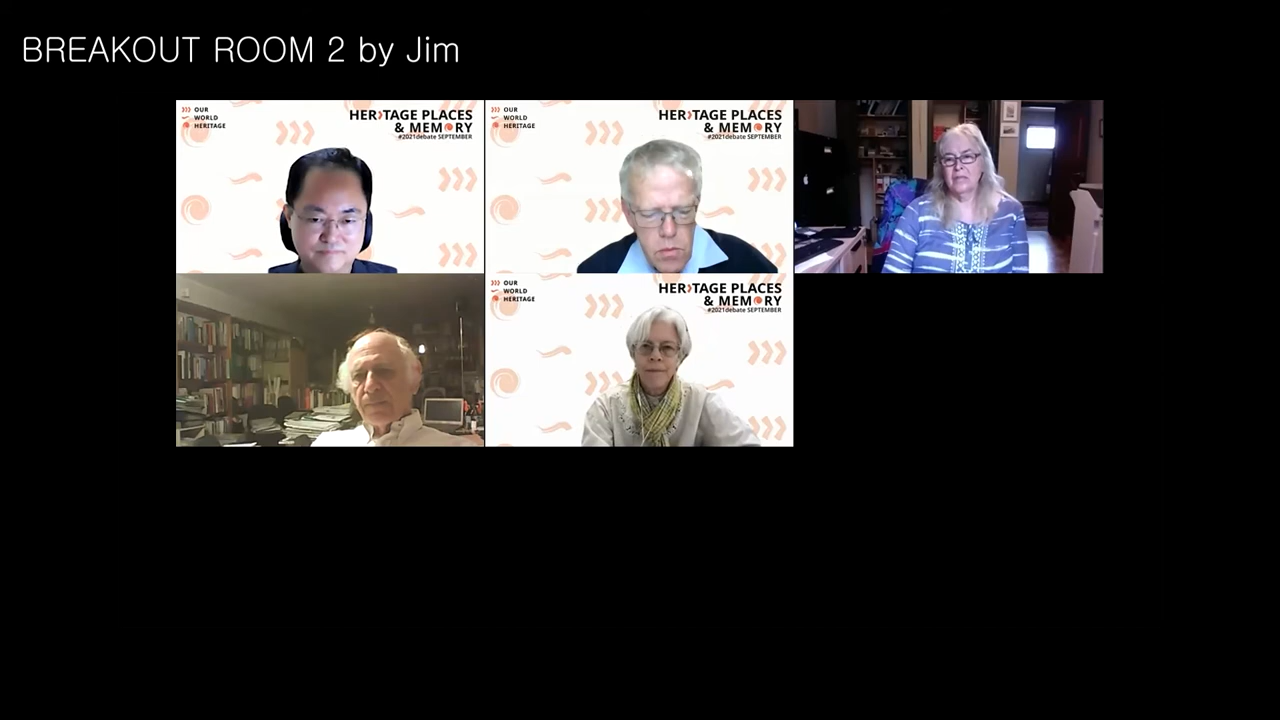 BREAKOUT ROOM 2 by Jim
OUR
WORLD
HERITAGE
HERITAGE PLACES
& MEMORY
#2021debate SEPTEMBER
OUR
WORLD
HERITAGE
HERITAGE PLACES
& MEMORY
#2021debate SEPTEMBER
OUR
WORLD
HERITAGE
HERITAGE PLACES
& MEMORY
#2021debate SEPTEMBER